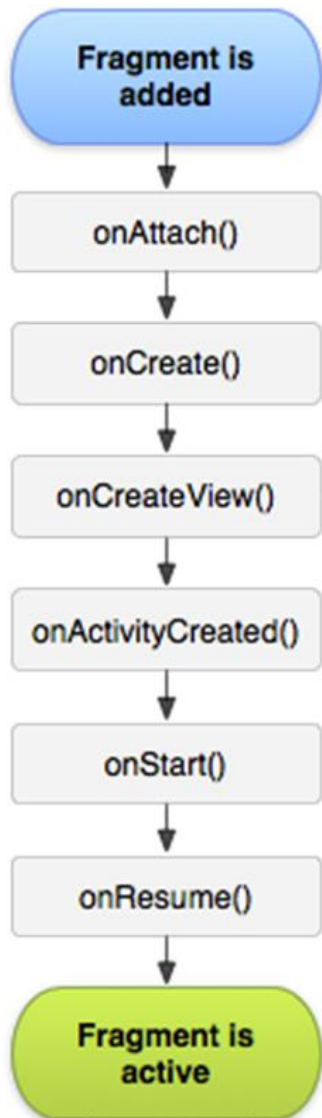 Fragment is
added
onAttach()
onCreate()
onCreateView()
onActivityCreated()
onStart()
onResume()
Fragment is
active